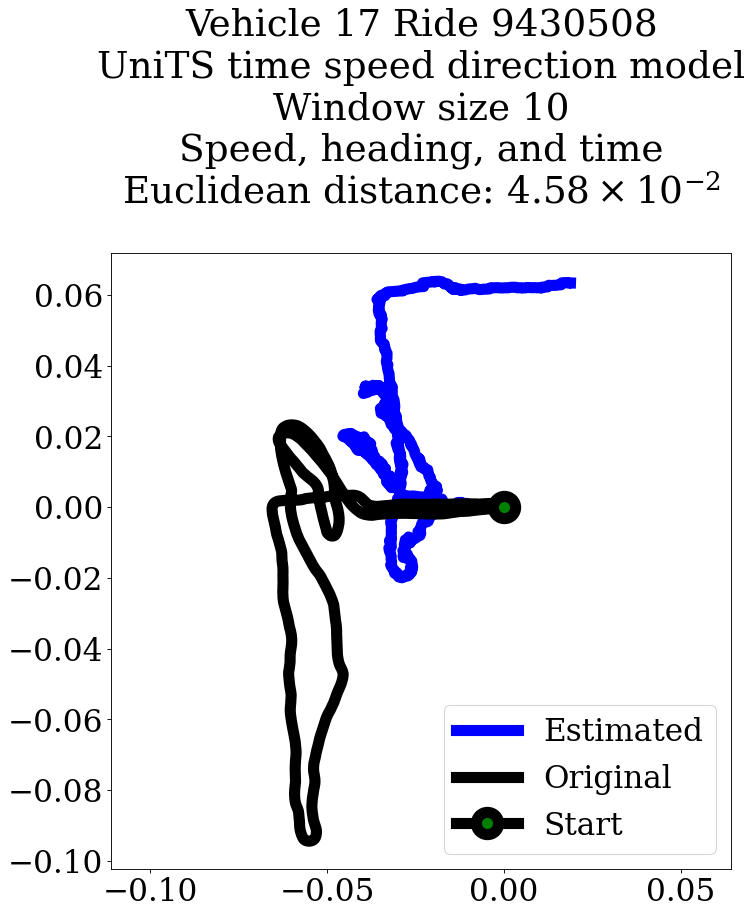 Vehicle 17 Ride 9430508
UniTS time speed direction model
Window size 10
Speed, heading, and time
Euclidean distance: 4.58 × 10⁻²
0.06
0.04
0.02
0.00
−0.02
−0.04
−0.06
−0.08
−0.10
−0.10
−0.05
0.00
0.05
Estimated
Original
Start